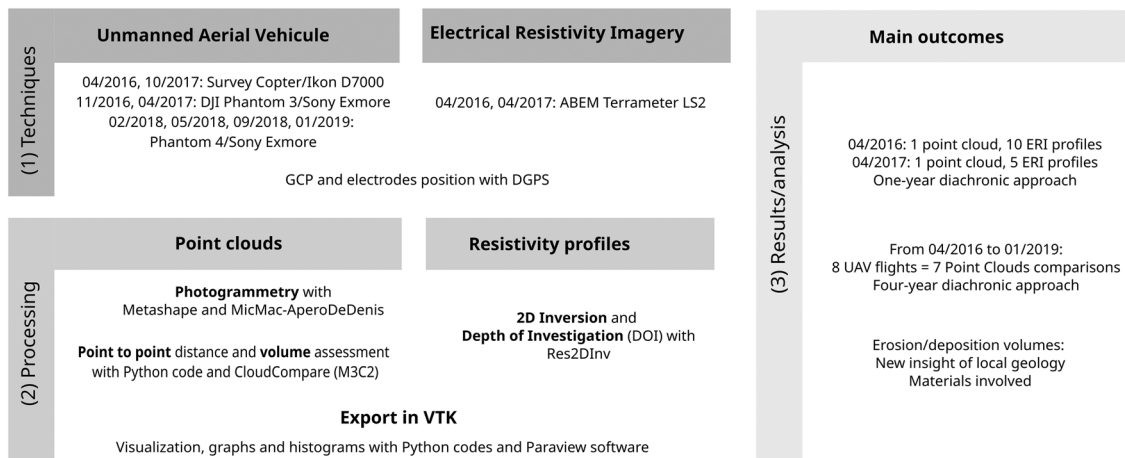 (1) Techniques
Unmanned Aerial Vehicule
04/2016, 10/2017: Survey Copter/Ikon D7000
11/2016, 04/2017: DJI Phantom 3/Sony Exmore
02/2018, 05/2018, 09/2018, 01/2019:
Phantom 4/Sony Exmore
Electrical Resistivity Imagery
04/2016, 04/2017: ABEM Terrameter LS2
GCP and electrodes position with DGPS
(2) Processing
Point clouds
Photogrammetry with
Metashape and MicMac-AperoDeDenis
Point to point distance and volume assessment
with Python code and CloudCompare (M3C2)
Resistivity profiles
2D Inversion and
Depth of Investigation (DOI) with
Res2DInv
Export in VTK
Visualization, graphs and histograms with Python codes and Paraview software
(3) Results/analysis
Main outcomes
04/2016: 1 point cloud, 10 ERI profiles
04/2017: 1 point cloud, 5 ERI profiles
One-year diachronic approach
From 04/2016 to 01/2019:
8 UAV flights = 7 Point Clouds comparisons
Four-year diachronic approach
Erosion/deposition volumes:
New insight of local geology
Materials involved